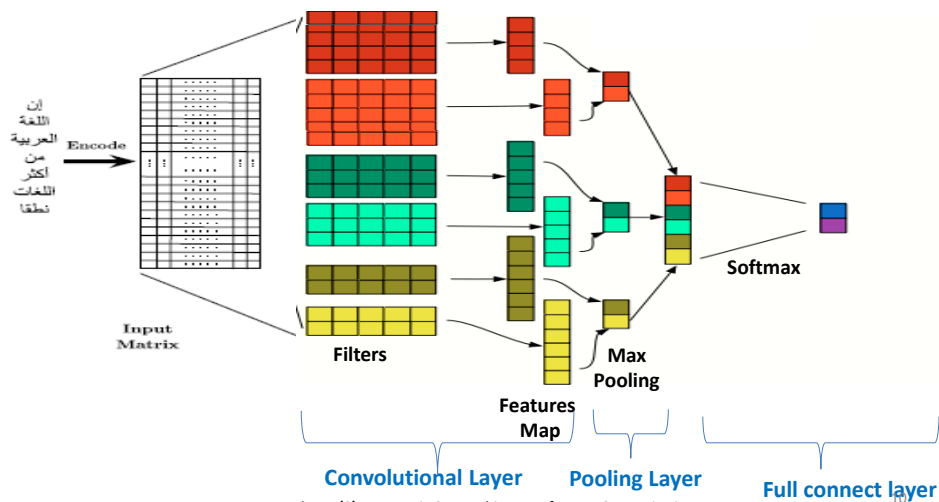 إن
اللغة
العربية
من
أكثر
اللغات
نطقا
Encode
Input
Matrix
Filters
Features
Map
Max
Pooling
Softmax
Convolutional Layer
Pooling Layer
Full connect layer
10